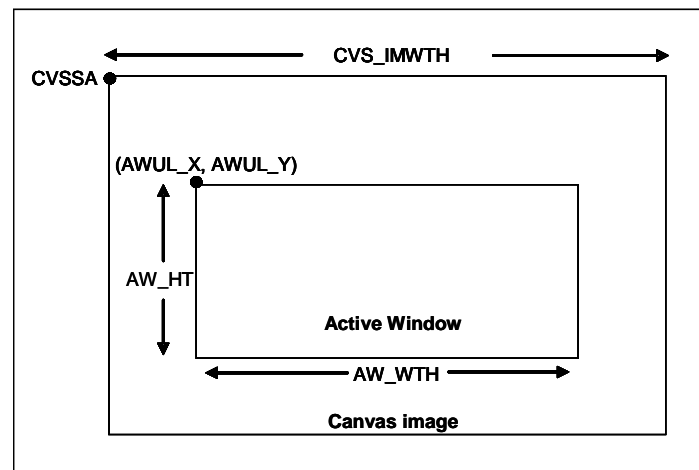 CVS_IMWTH
CVSSA
(AWUL_X, AWUL_Y)
AW_HT
Active Window
AW_WTH
Canvas image